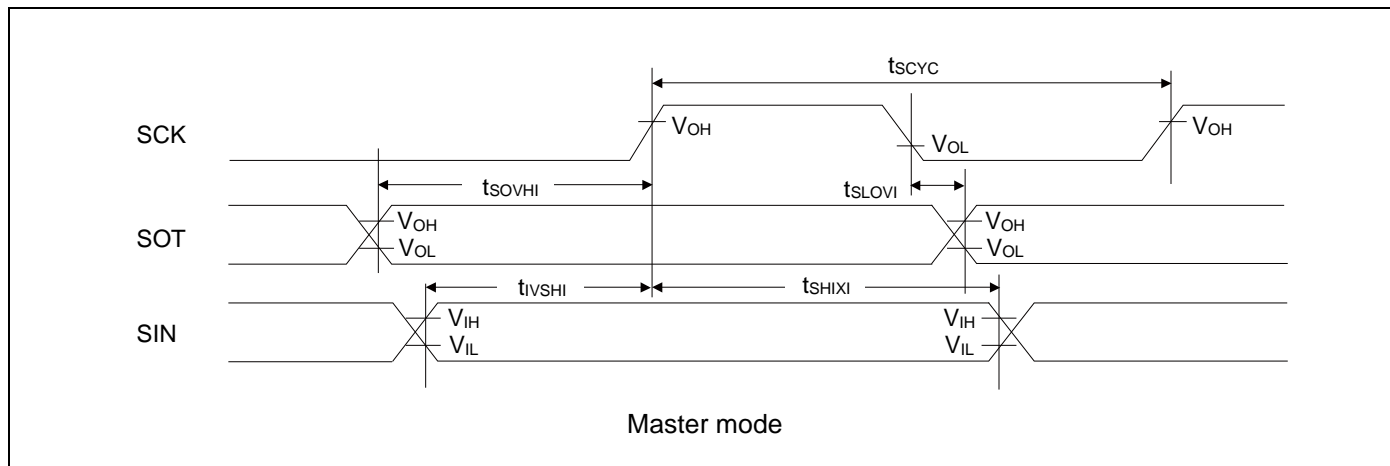 tSCYC
SCK
VOH
VOL
VOH
tSOVHI
tSLOVI
SOT
VOH
VOL
VOH
VOL
tIVSHI
tSHIXI
SIN
VIH
VIL
VIH
VIL
Master mode